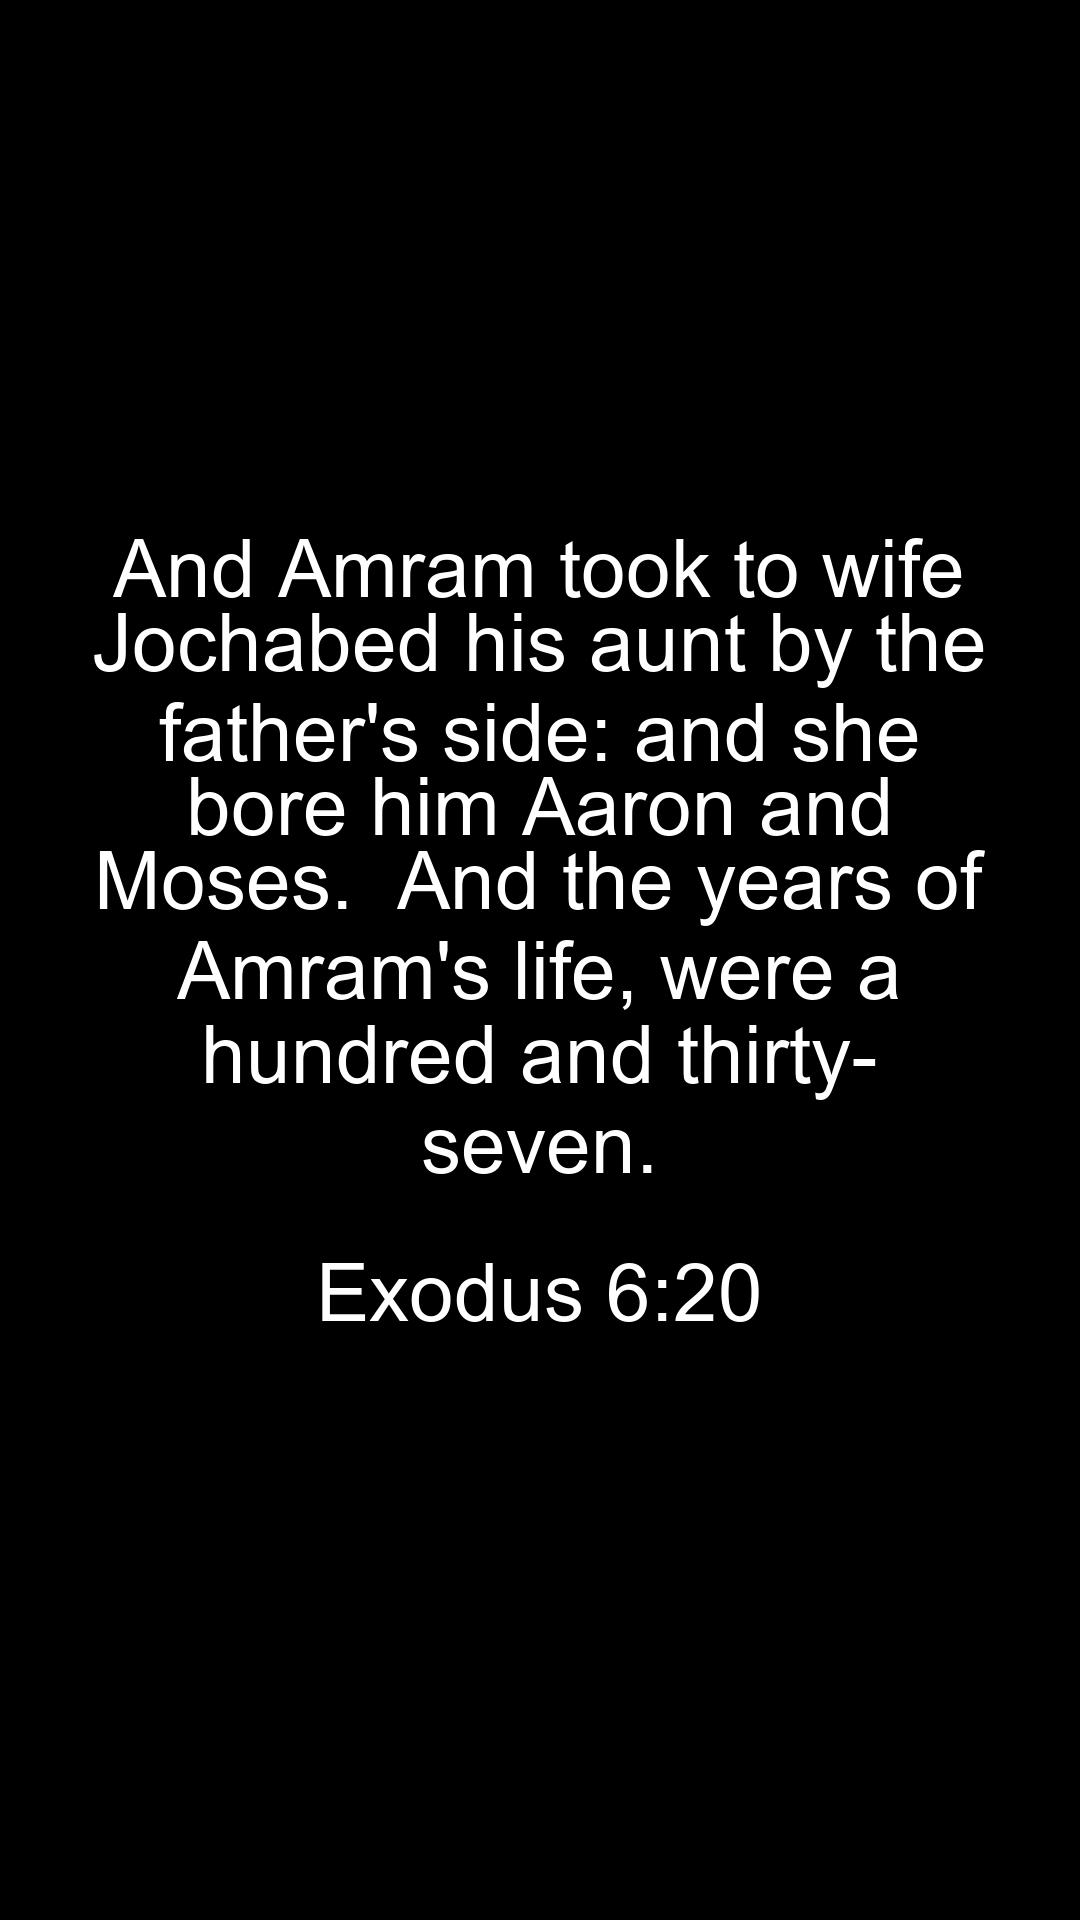 And Amram took to wife
Jochabed his aunt by the
father's side: and she
bore him Aaron and
Moses.  And the years of
Amram's life, were a
hundred and thirty-
seven.
Exodus 6:20